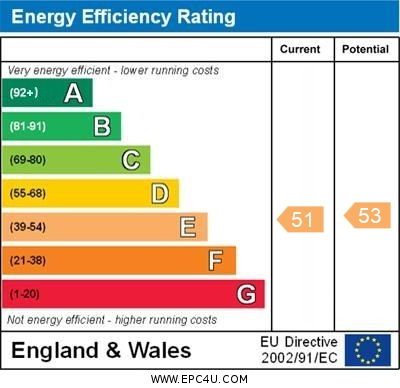 Energy Efficiency Rating
Current Potential
Very energy efficient - lower running costs
(92+) A
(81-91) B
(69-80) C
(55-68) D
(39-54) E 51 53
(21-38) F
(1-20) G
Not energy efficient - higher running costs
England & Wales
EU Directive
2002/91/EC
WWW.EPC4U.COM